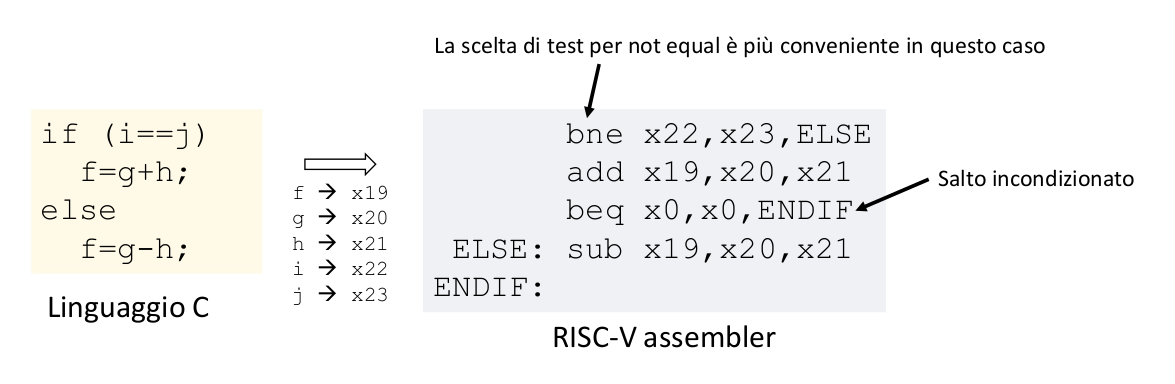 La scelta di test per not equal è più conveniente in questo caso
if (i==j)
  f=g+h;
else
  f=g-h;
Linguaggio C
f → x19
g → x20
h → x21
i → x22
j → x23
bne x22,x23,ELSE
add x19,x20,x21
beq x0,x0,ENDIF
ELSE: sub x19,x20,x21
ENDIF:
Salto incondizionato
RISC-V assembler